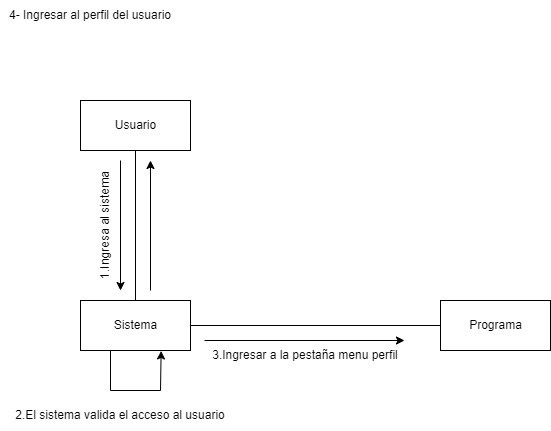 4- Ingresar al perfil del usuario
Usuario
1.Ingresa al sistema
Sistema
Programa
3.Ingresar a la pestaña menu perfil
2.El sistema valida el acceso al usuario